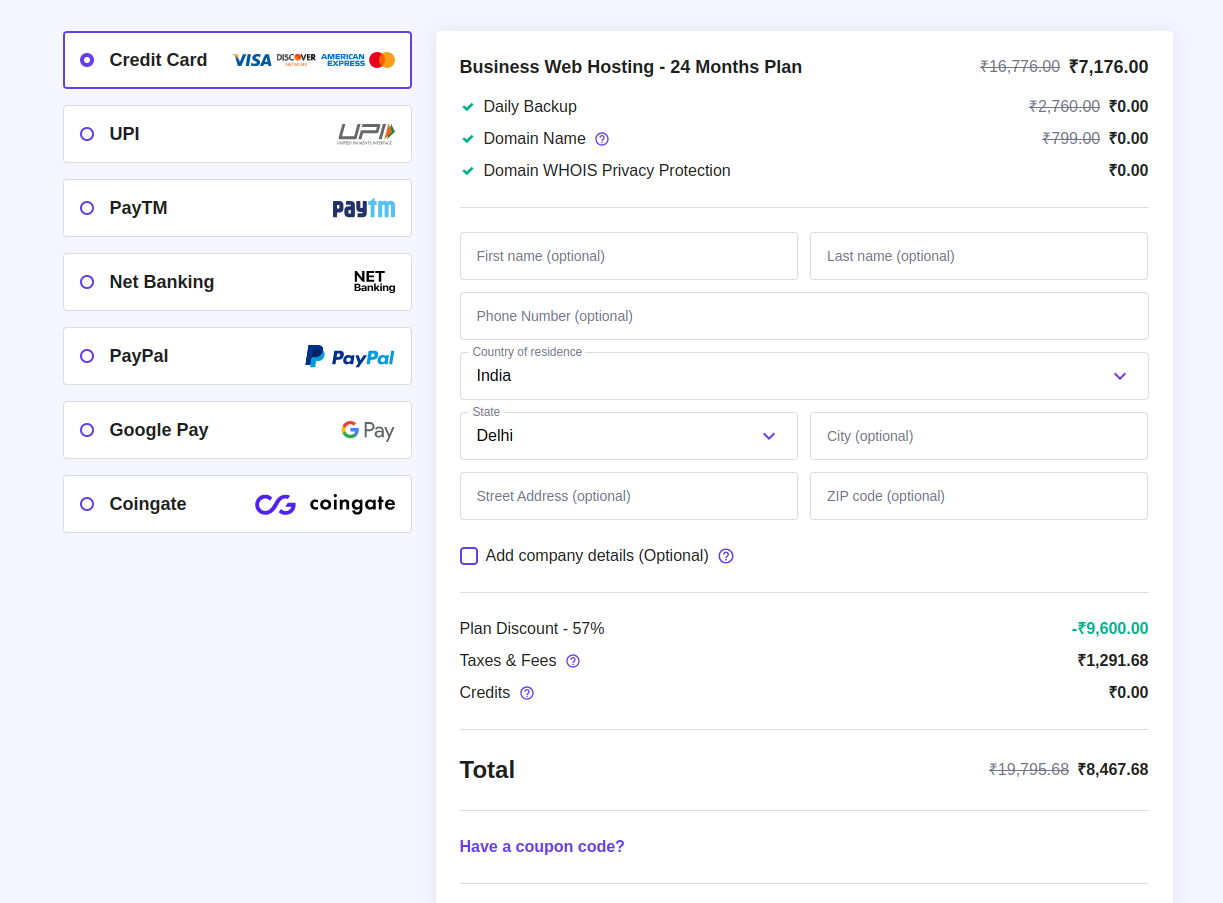 Credit Card VISA DISCOVER NETWORK AMERICAN EXPRESS
UPI UPI UNIFIED PAYMENTS INTERFACE
PayTM paytm
Net Banking NET Banking
PayPal PayPal
Google Pay G Pay
Coingate coingate
Business Web Hosting - 24 Months Plan ₹16,776.00 ₹7,176.00
Daily Backup ₹2,760.00 ₹0.00
Domain Name ₹799.00 ₹0.00
Domain WHOIS Privacy Protection ₹0.00
First name (optional) Last name (optional)
Phone Number (optional)
Country of residence
India
State
Delhi City (optional)
Street Address (optional) ZIP code (optional)
Add company details (Optional)
Plan Discount - 57% -₹9,600.00
Taxes & Fees ₹1,291.68
Credits ₹0.00
Total ₹19,795.68 ₹8,467.68
Have a coupon code?